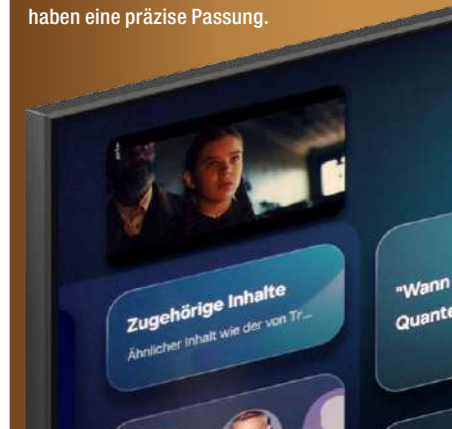 haben eine präzise Passung.
Zugehörige Inhalte
Ähnlicher Inhalt wie der von Tr...
"Wann
Quante